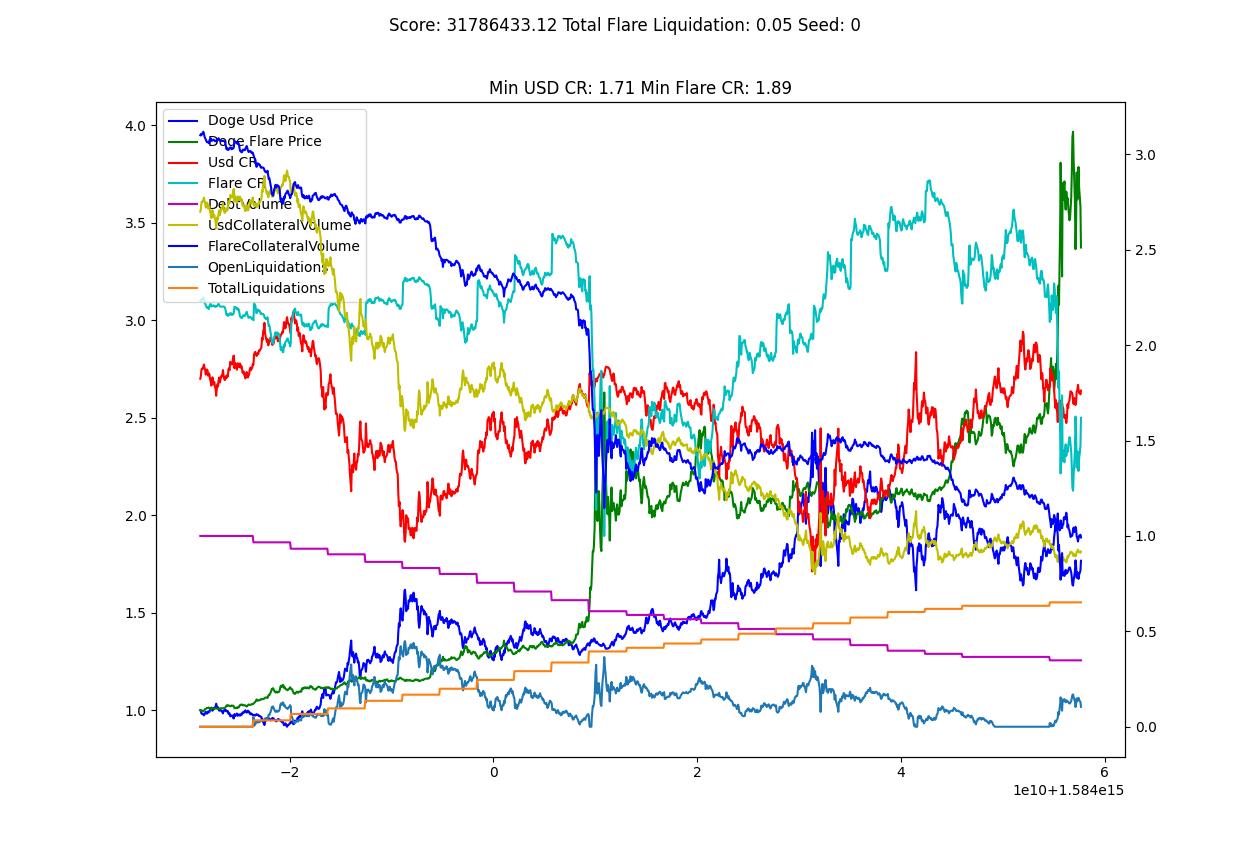 Score: 31786433.12 Total Flare Liquidation: 0.05 Seed: 0
Min USD CR: 1.71 Min Flare CR: 1.89
Doge Usd Price
Doge Flare Price
Usd CR
Flare CR
DebtVolume
UsdCollateralVolume
FlareCollateralVolume
OpenLiquidations
TotalLiquidations
4.0
3.5
3.0
2.5
2.0
1.5
1.0
3.0
2.5
2.0
1.5
1.0
0.5
0.0
−2 0 2 4 6
1e10+1.584e15